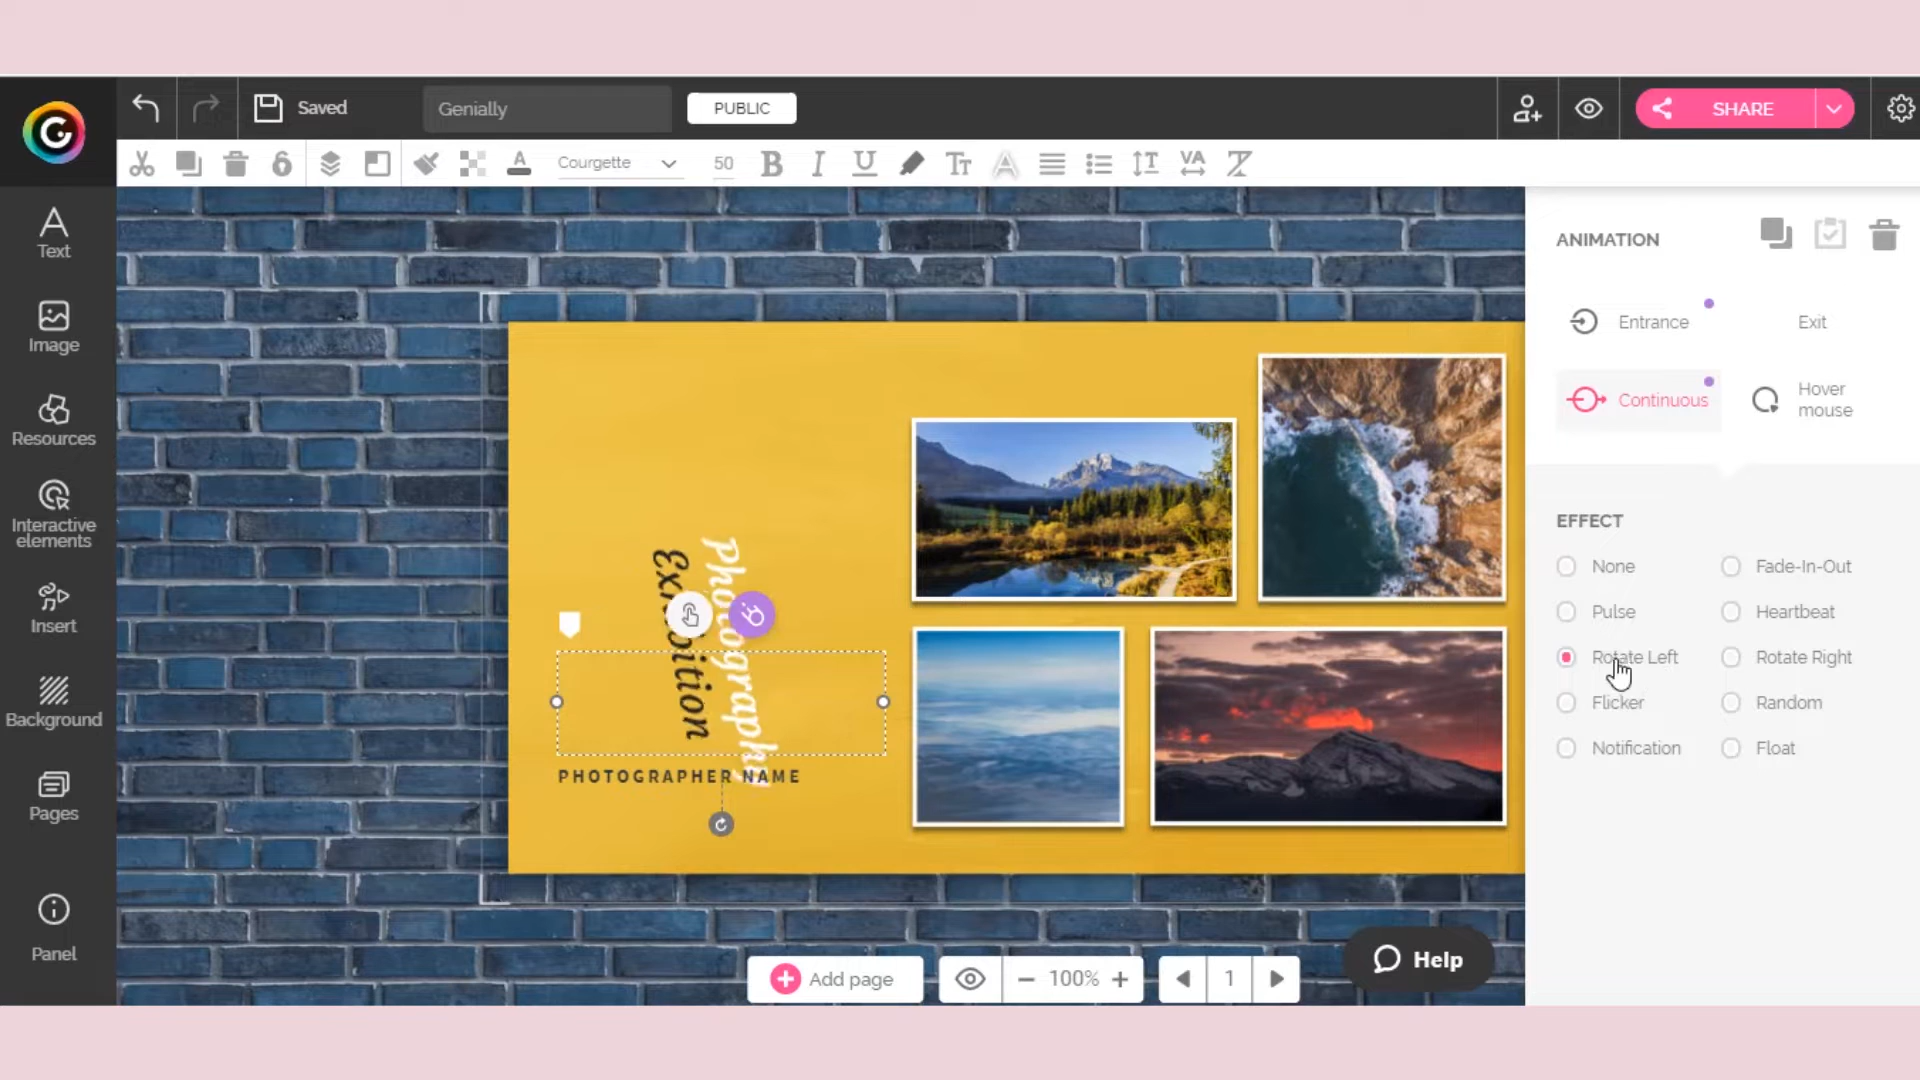 Saved
Genially
PUBLIC
SHARE
Courgette
50
Text
Image
Resources
Interactive
elements
Insert
Background
Pages
Panel
Photography
Exhibition
PHOTOGRAPHER NAME
Add page
100%
1
Help
ANIMATION
Entrance
Exit
Continuous
Hover
mouse
EFFECT
None
Fade-In-Out
Pulse
Heartbeat
Rotate Left
Rotate Right
Flicker
Random
Notification
Float